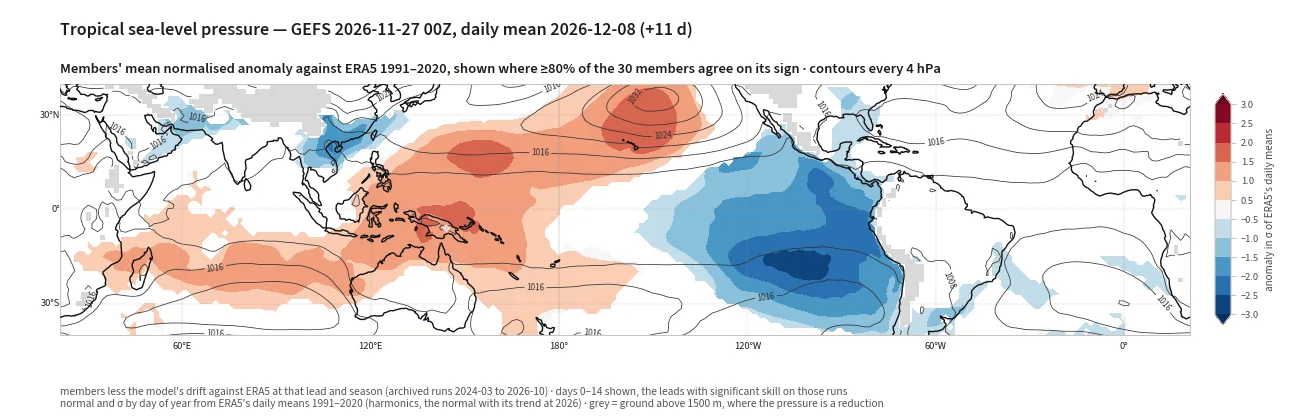 Tropical sea-level pressure — GEFS 2026-11-27 00Z, daily mean 2026-12-08 (+11 d)
Members' mean normalised anomaly against ERA5 1991–2020, shown where ≥80% of the 30 members agree on its sign · contours every 4 hPa
30°N
0°
30°S
60°E
120°E
180°
120°W
60°W
0°
1016
1016
1016
1032
1024
1016
1016
1016
1016
1016
1016
1016
1016
1016
1016
1008
1016
3.0
2.5
2.0
1.5
1.0
0.5
−0.5
−1.0
−1.5
−2.0
−2.5
−3.0
anomaly in σ of ERA5's daily means
members less the model's drift against ERA5 at that lead and season (archived runs 2024-03 to 2026-10) · days 0–14 shown, the leads with significant skill on those runs
normal and σ by day of year from ERA5's daily means 1991–2020 (harmonics, the normal with its trend at 2026) · grey = ground above 1500 m, where the pressure is a reduction